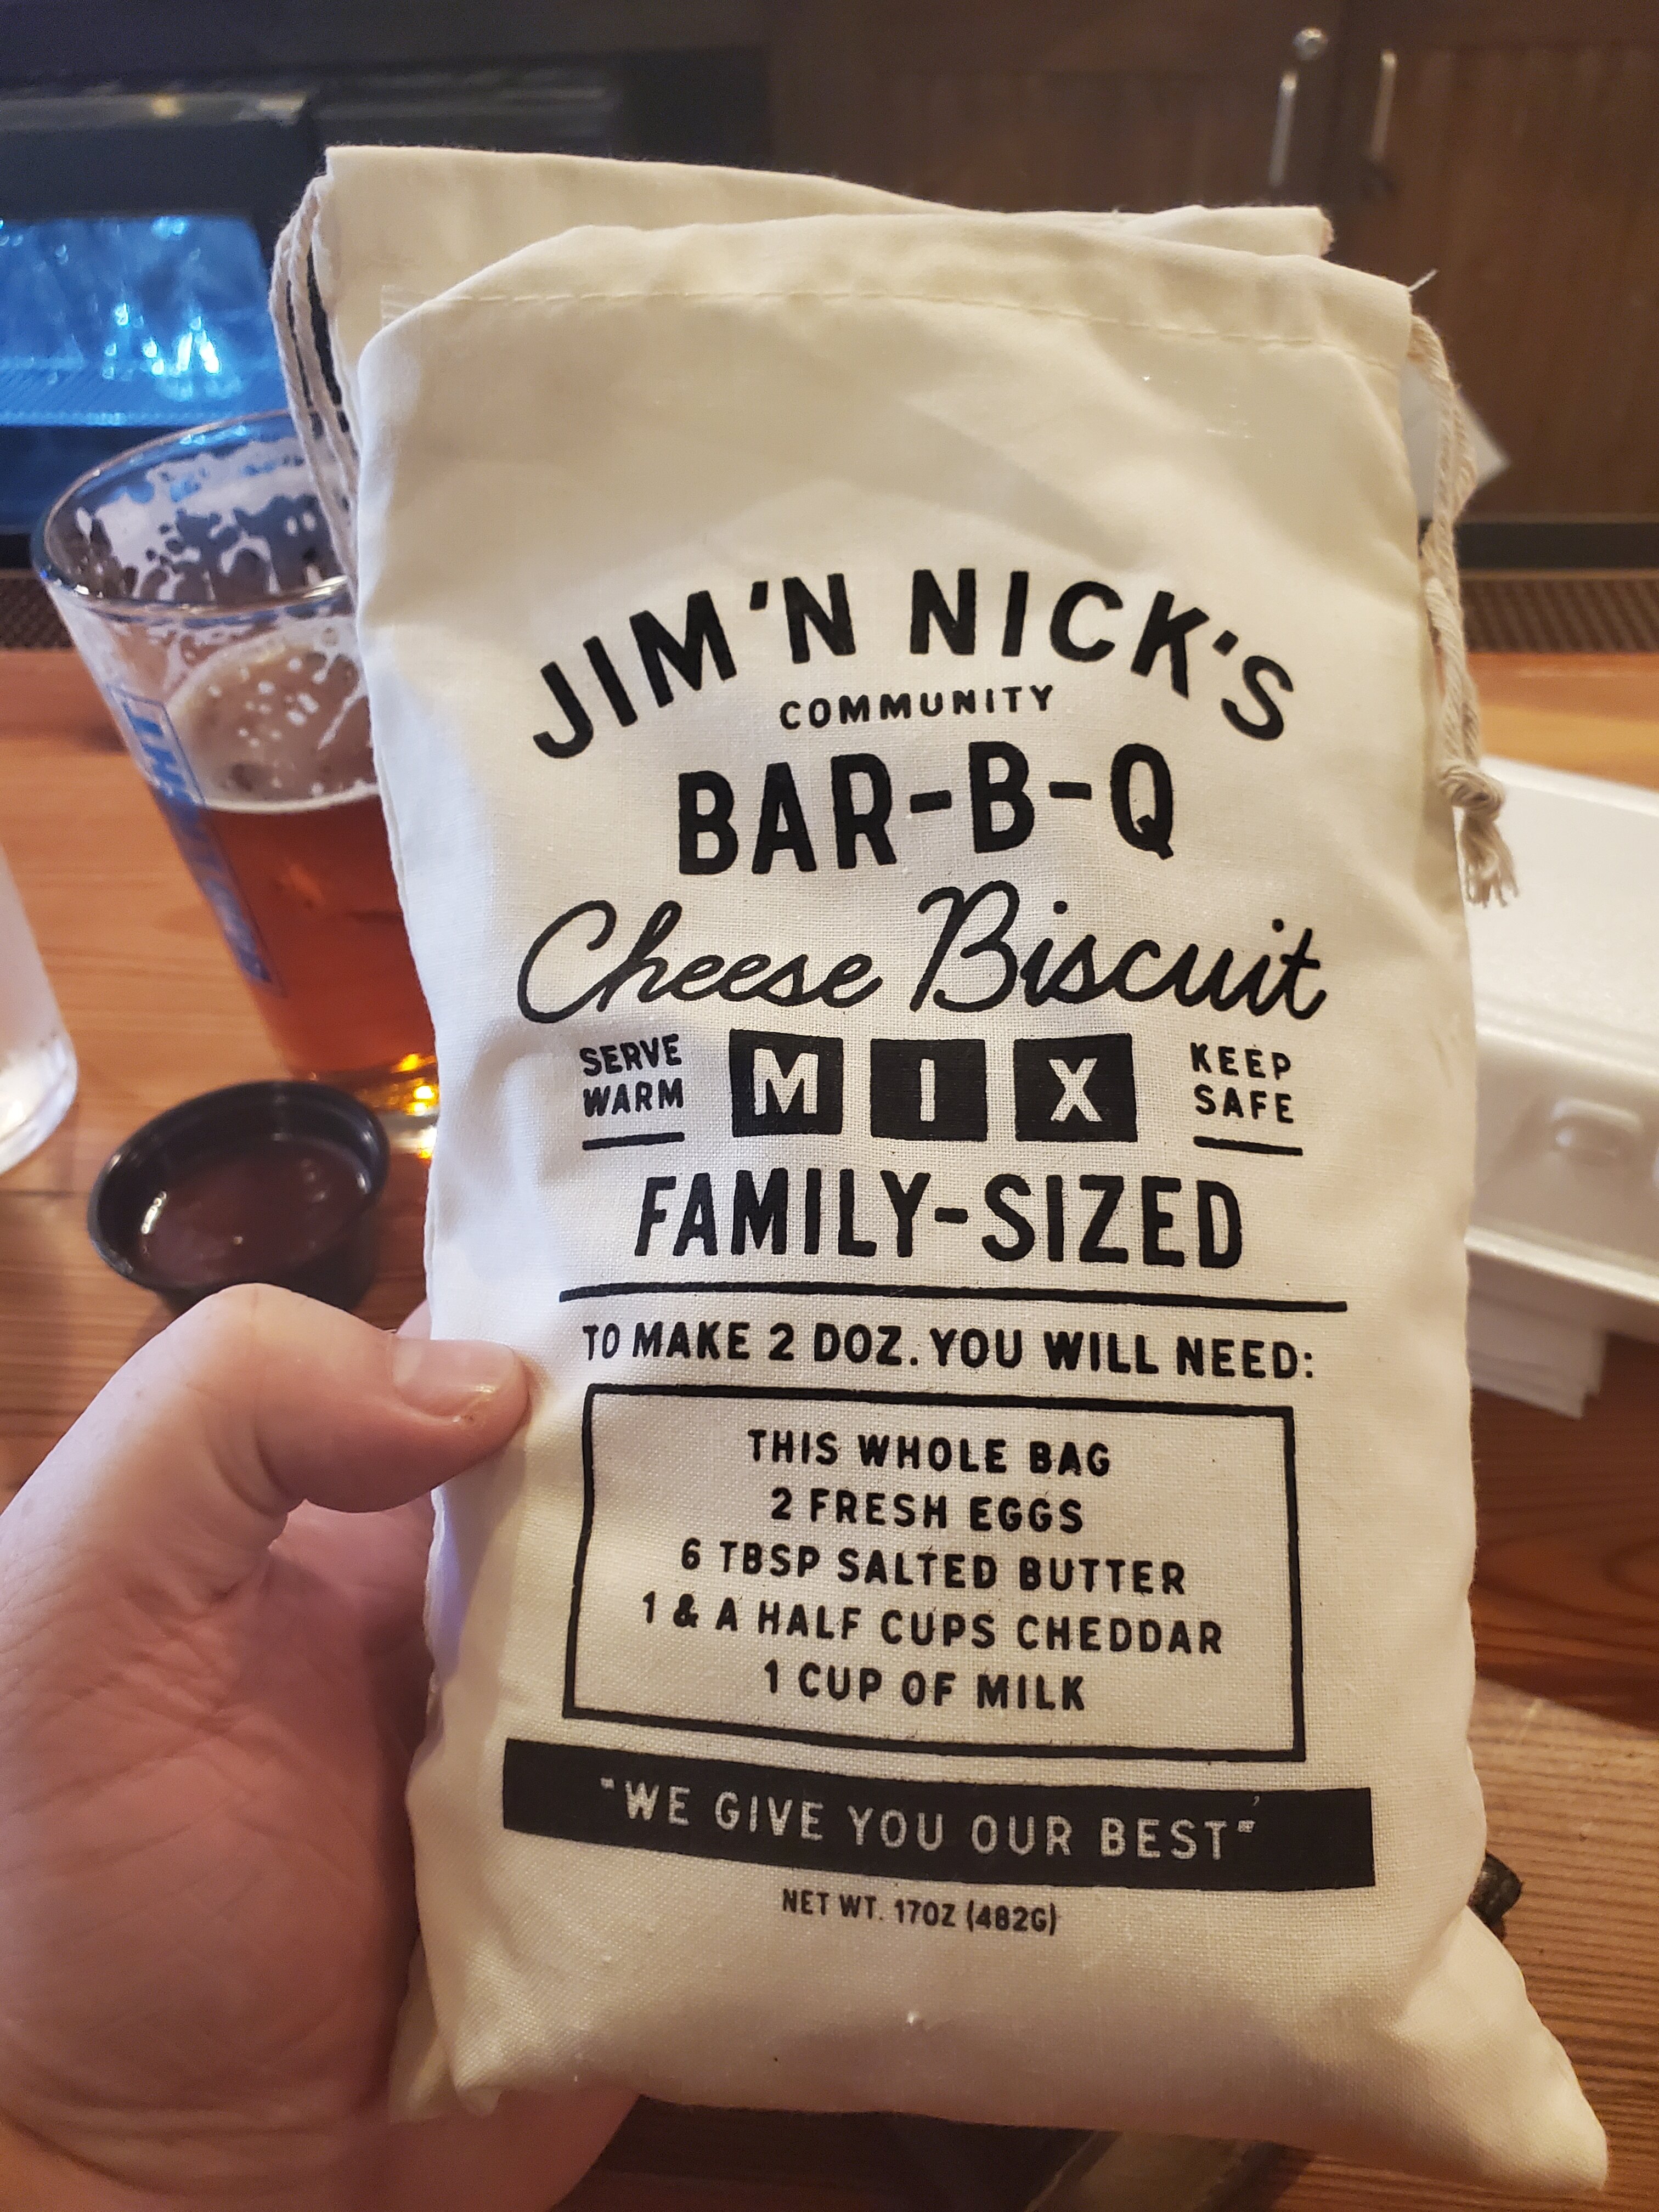 JIM'N NICK'S
COMMUNITY
BAR-B-Q
Cheese Biscuit
SERVE
WARM
MIX
KEEP
SAFE
FAMILY-SIZED
TO MAKE 2 DOZ. YOU WILL NEED:
THIS WHOLE BAG
2 FRESH EGGS
6 TBSP SALTED BUTTER
1 & A HALF CUPS CHEDDAR
1 CUP OF MILK
"WE GIVE YOU OUR BEST"
NET WT. 17OZ (482G)